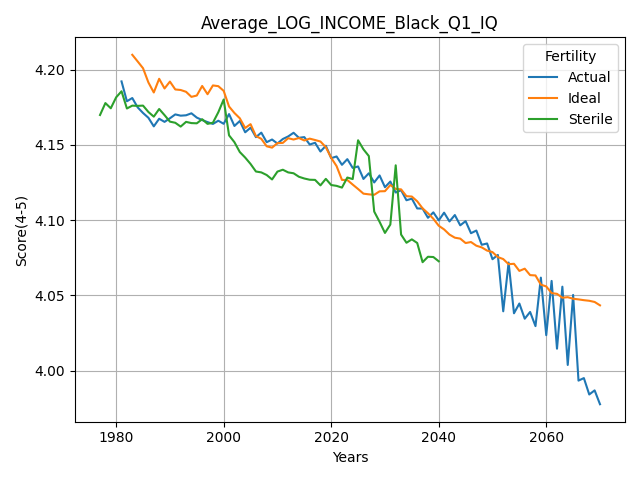 Average_LOG_INCOME_Black_Q1_IQ
Fertility
Actual
Ideal
Sterile
Score(4-5)
4.20
4.15
4.10
4.05
4.00
1980
2000
2020
2040
2060
Years